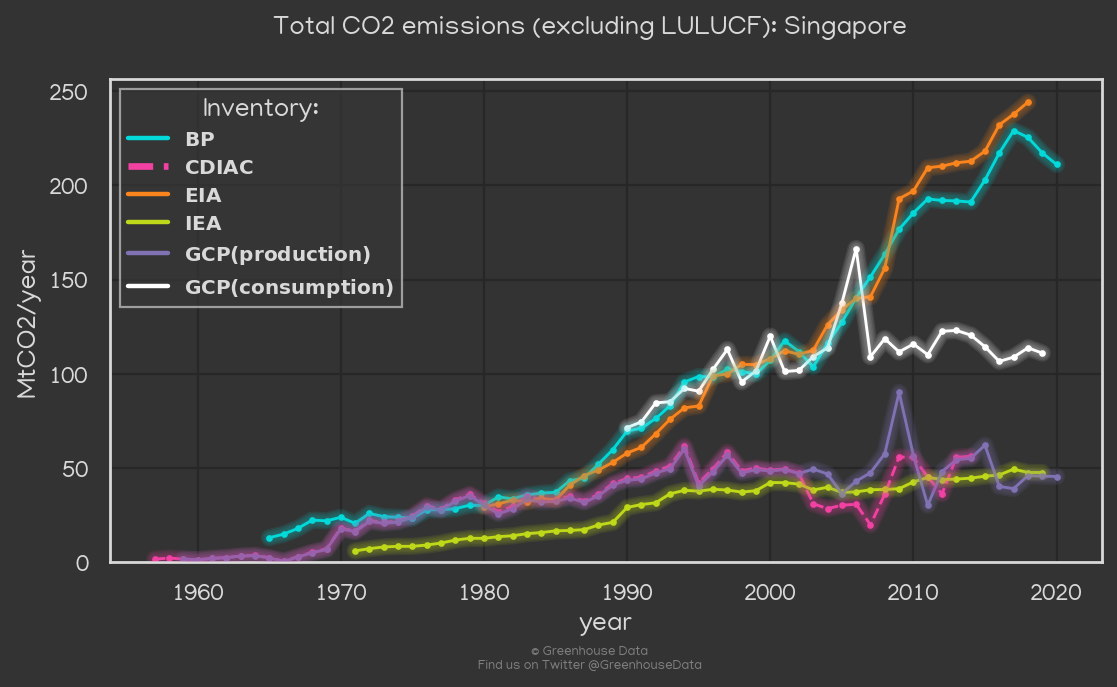 Total CO2 emissions (excluding LULUCF): Singapore
Inventory:
BP
CDIAC
EIA
IEA
GCP(production)
GCP(consumption)
MtCO2/year
250
200
150
100
50
0
1960 1970 1980 1990 2000 2010 2020
year
© Greenhouse Data
Find us on Twitter @GreenhouseData